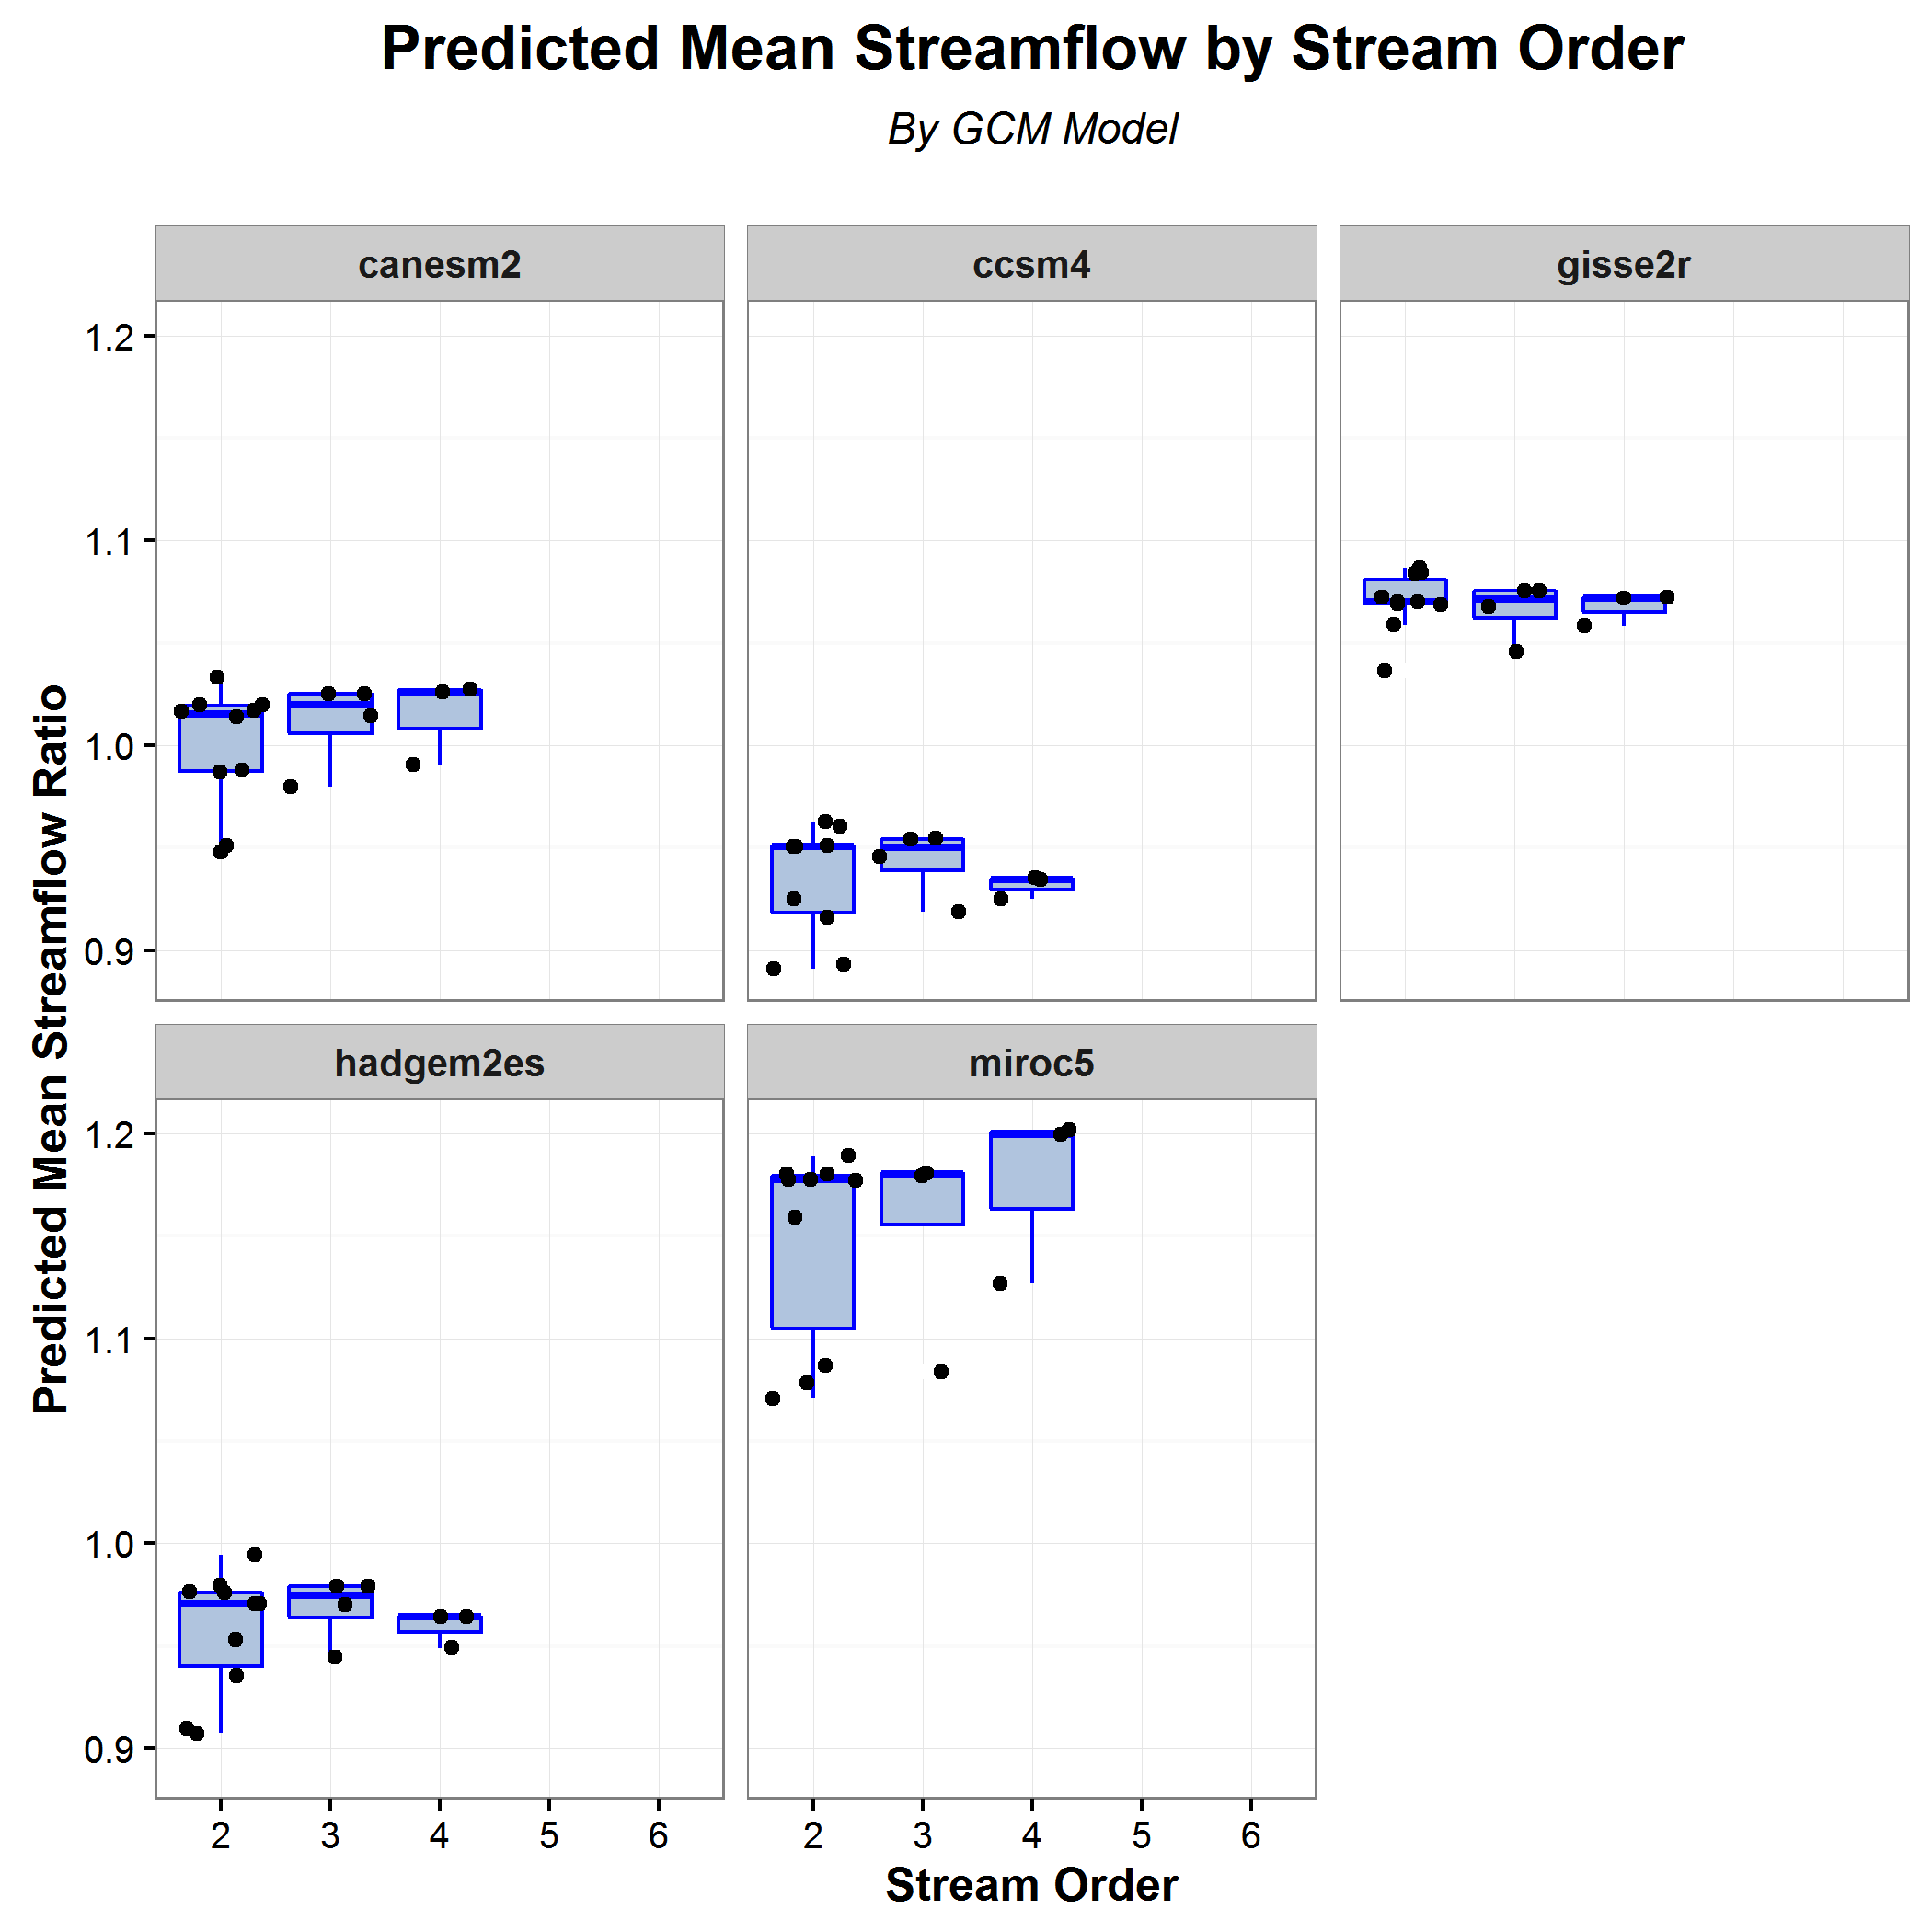 Predicted Mean Streamflow by Stream Order
By GCM Model
canesm2
ccsm4
gisse2r
1.2
1.1
1.0
0.9
hadgem2es
miroc5
1.2
1.1
1.0
0.9
Predicted Mean Streamflow Ratio
2 3 4 5 6
2 3 4 5 6
Stream Order